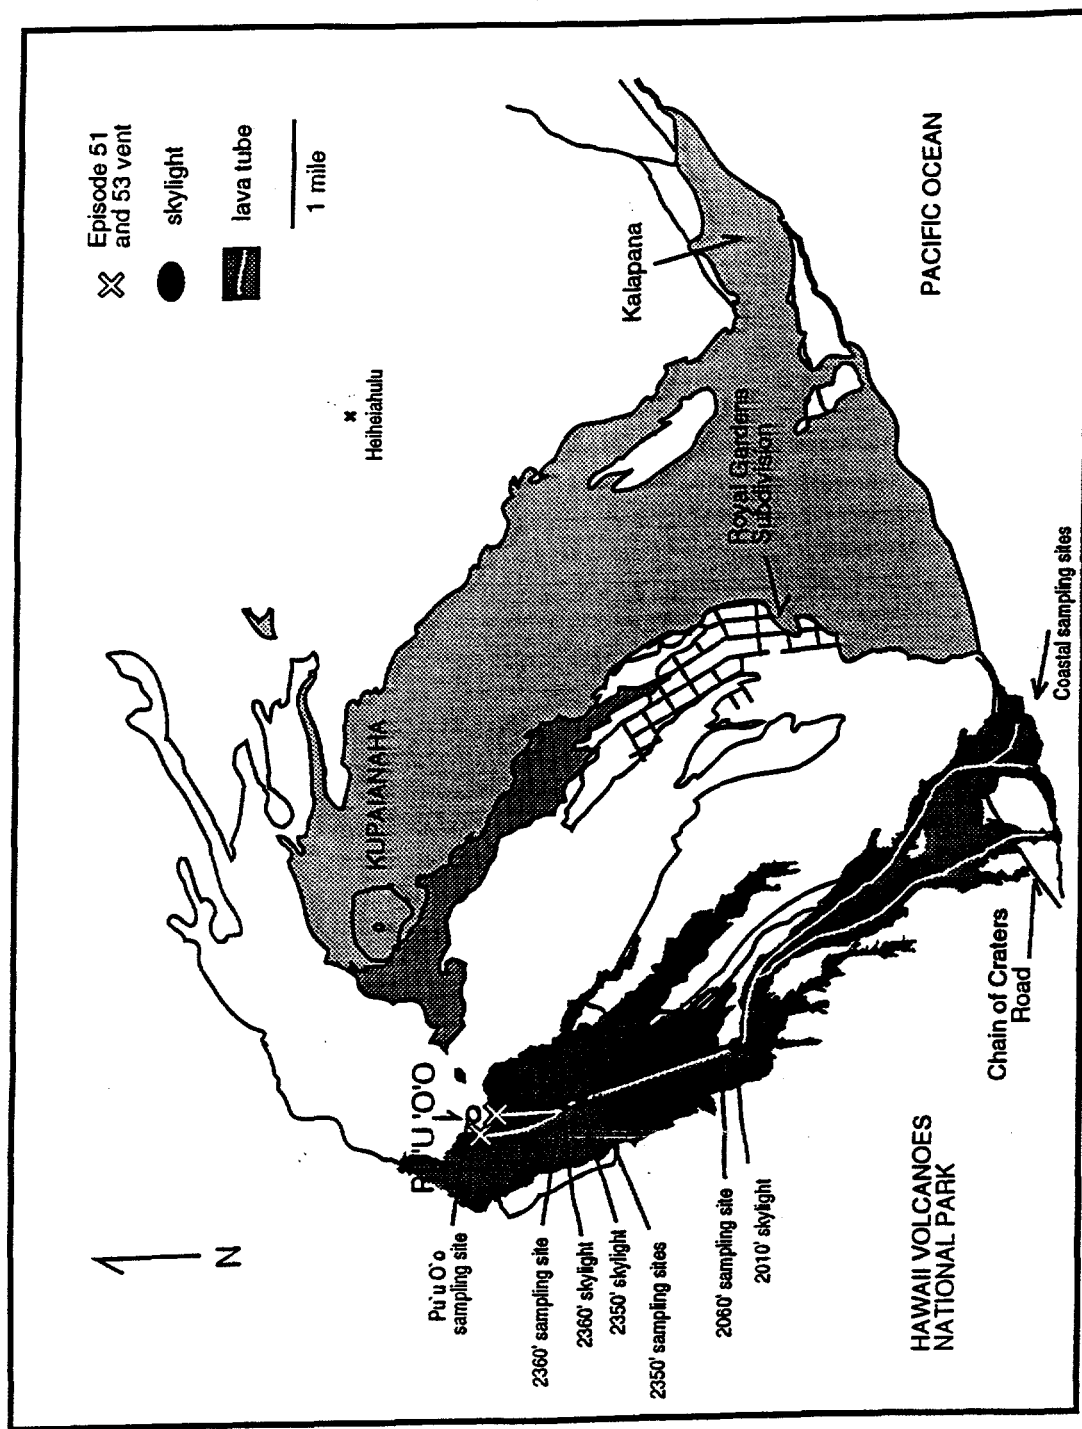 Episode 51
and 53 vent
skylight
lava tube
1 mile
Heiheiahulu
Kalapana
PACIFIC OCEAN
Royal Gardens
Subdivision
KUPAIANAHA
PU'U 'O'O
N
Pu`u O`o
sampling site
2360' sampling site
2360' skylight
2350' skylight
2350' sampling sites
2060' sampling site
2010' skylight
Coastal sampling sites
Chain of Craters
Road
HAWAII VOLCANOES
NATIONAL PARK